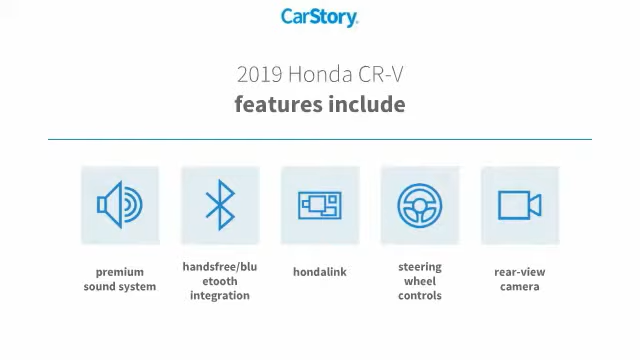 CarStory.
2019 Honda CR-V
features include
premium
sound system
handsfree/blu
etooth
integration
hondalink
steering
wheel
controls
rear-view
camera